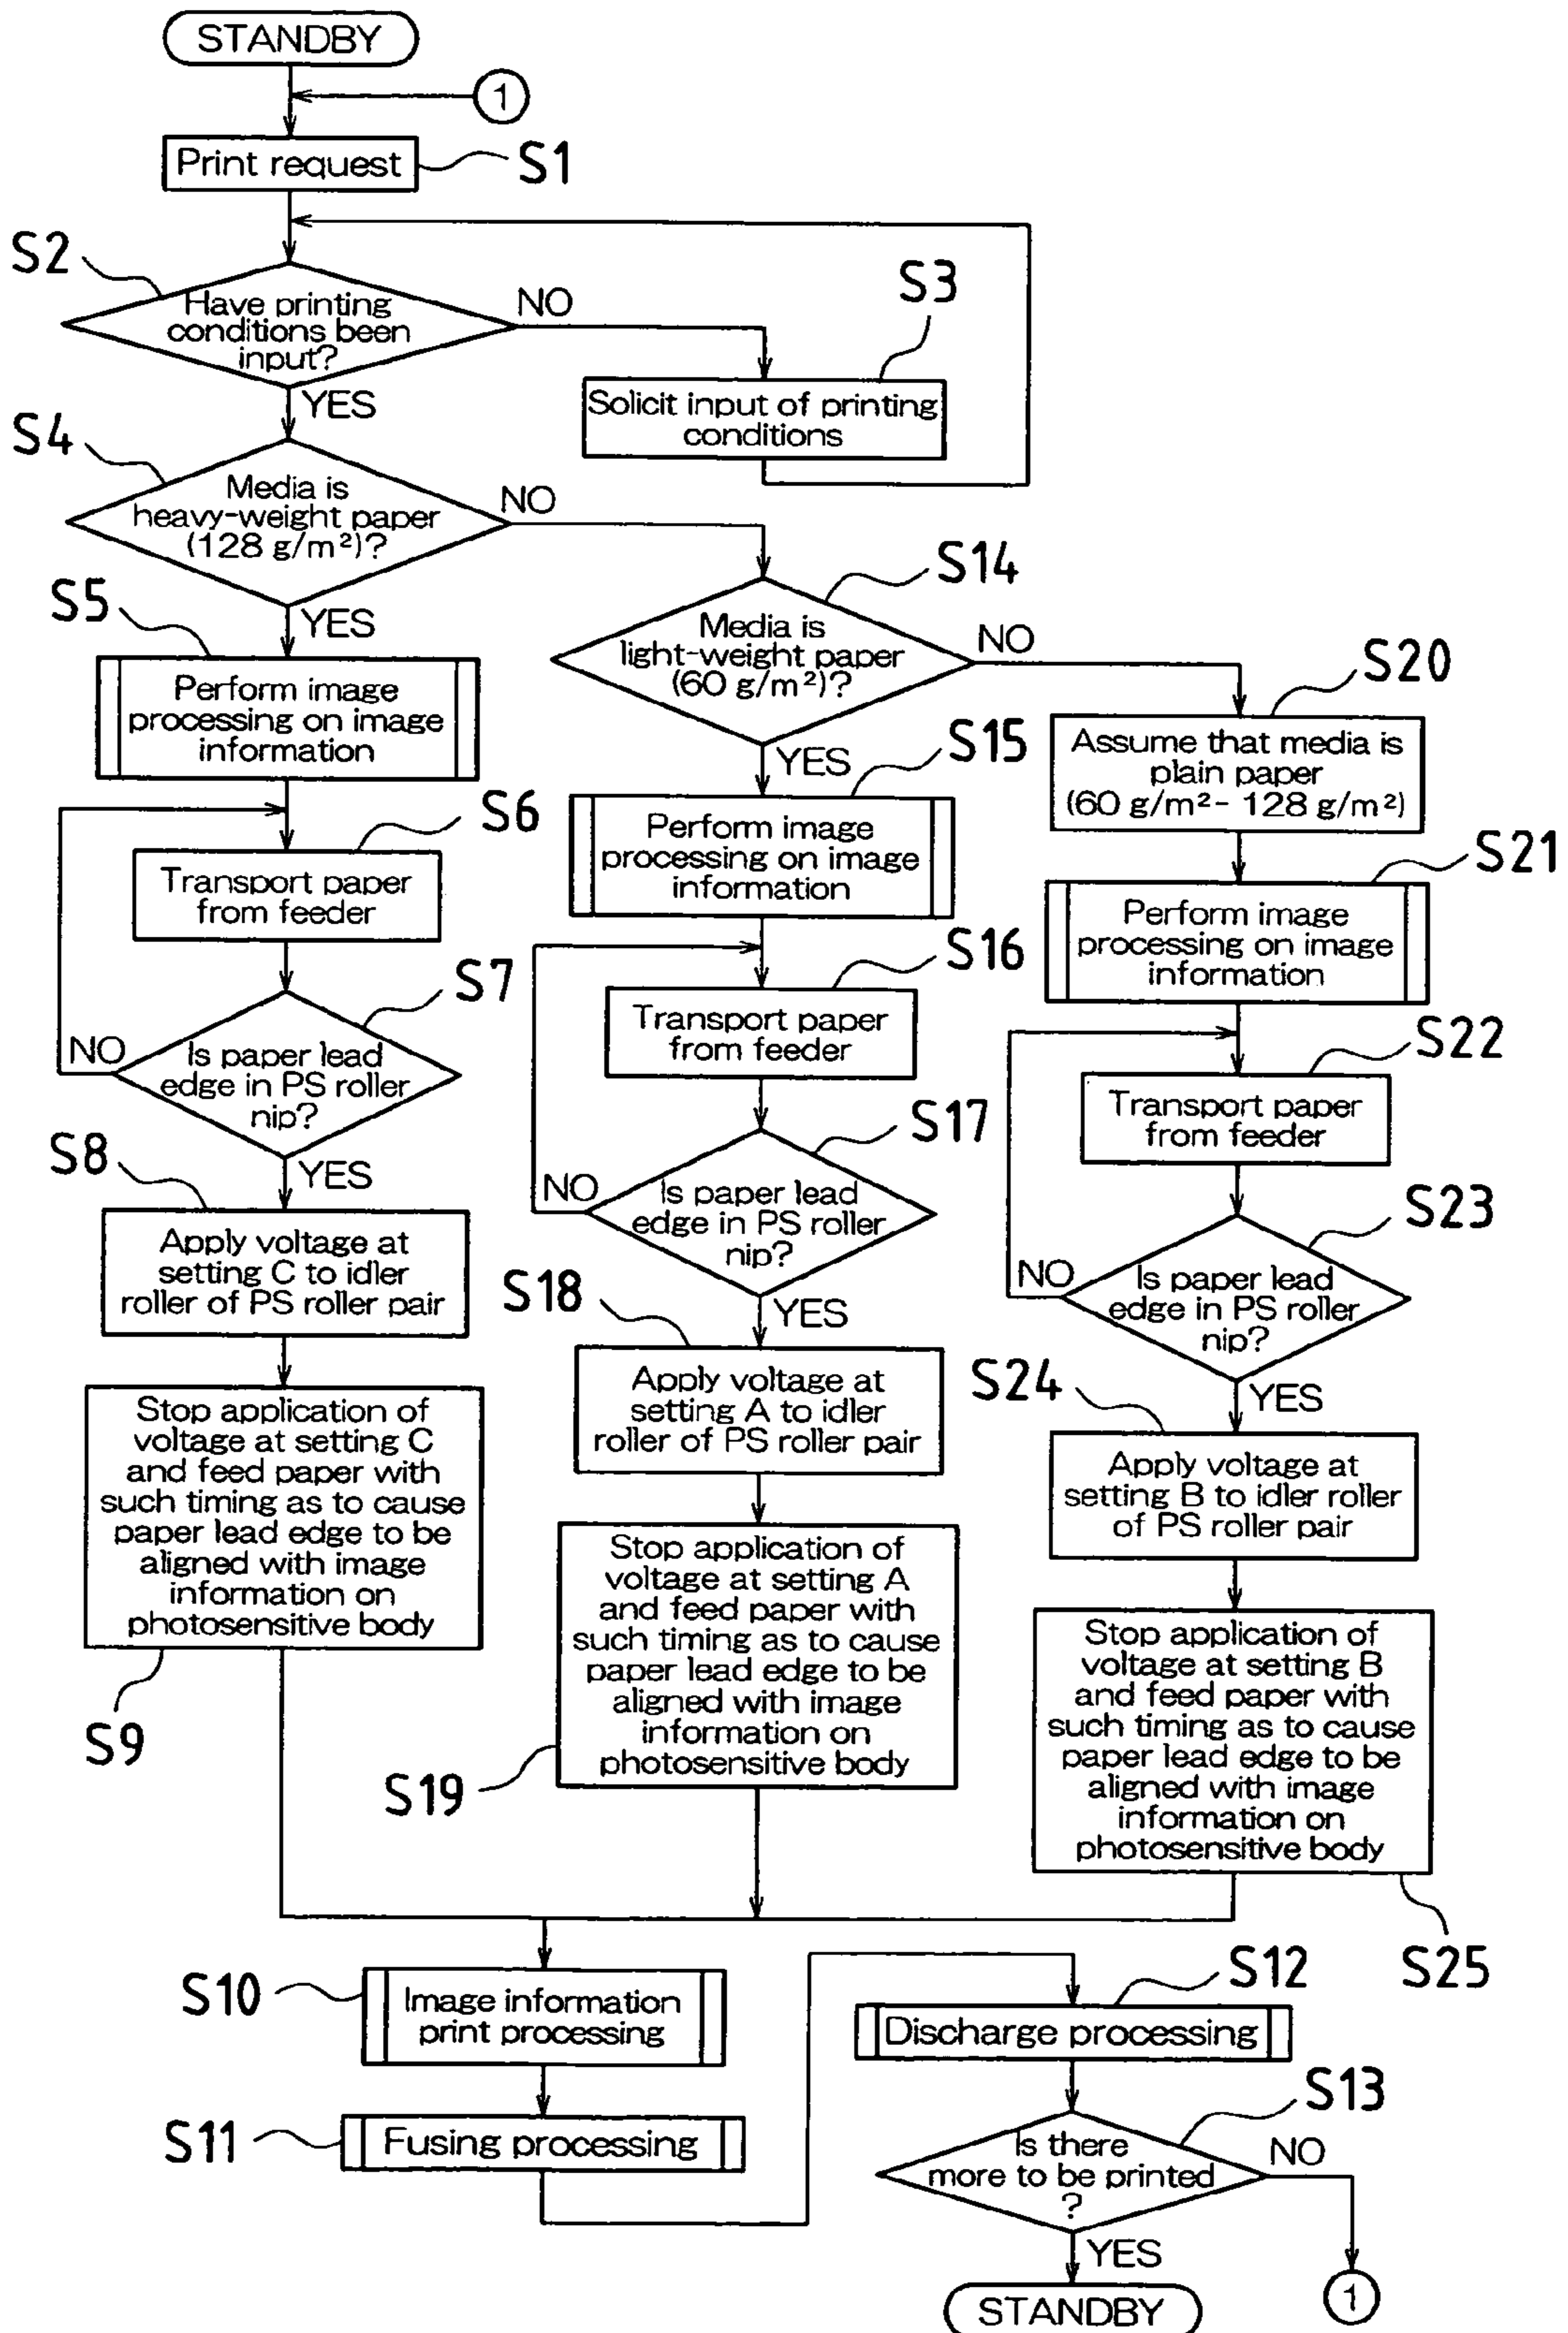 STANDBY
1
Print request
S1
S2
Have printing
conditions been
input?
NO
S3
Solicit input of printing
conditions
YES
S4
Media is
heavy-weight paper
(128 g/m²)?
NO
YES
S5
Perform image
processing on image
information
S6
Transport paper
from feeder
S7
Is paper lead
edge in PS roller
nip?
NO
YES
S8
Apply voltage at
setting C to idler
roller of PS roller pair
Stop application of
voltage at setting C
and feed paper with
such timing as to cause
paper lead edge to be
aligned with image
information on
photosensitive body
S9
S14
Media is
light-weight paper
(60 g/m²)?
NO
YES
S15
Perform image
processing on image
information
S16
Transport paper
from feeder
S17
Is paper lead
edge in PS roller
nip?
NO
YES
S18
Apply voltage at
setting A to idler
roller of PS roller pair
Stop application of
voltage at setting A
and feed paper with
such timing as to cause
paper lead edge to be
aligned with image
information on
photosensitive body
S19
S20
Assume that media is
plain paper
(60 g/m² - 128 g/m²)
S21
Perform image
processing on image
information
S22
Transport paper
from feeder
S23
Is paper lead
edge in PS roller
nip?
NO
YES
S24
Apply voltage at
setting B to idler roller
of PS roller pair
Stop application of
voltage at setting B
and feed paper with
such timing as to cause
paper lead edge to be
aligned with image
information on
photosensitive body
S25
S10
Image information
print processing
S11
Fusing processing
S12
Discharge processing
S13
Is there
more to be printed
?
NO
YES
STANDBY
1